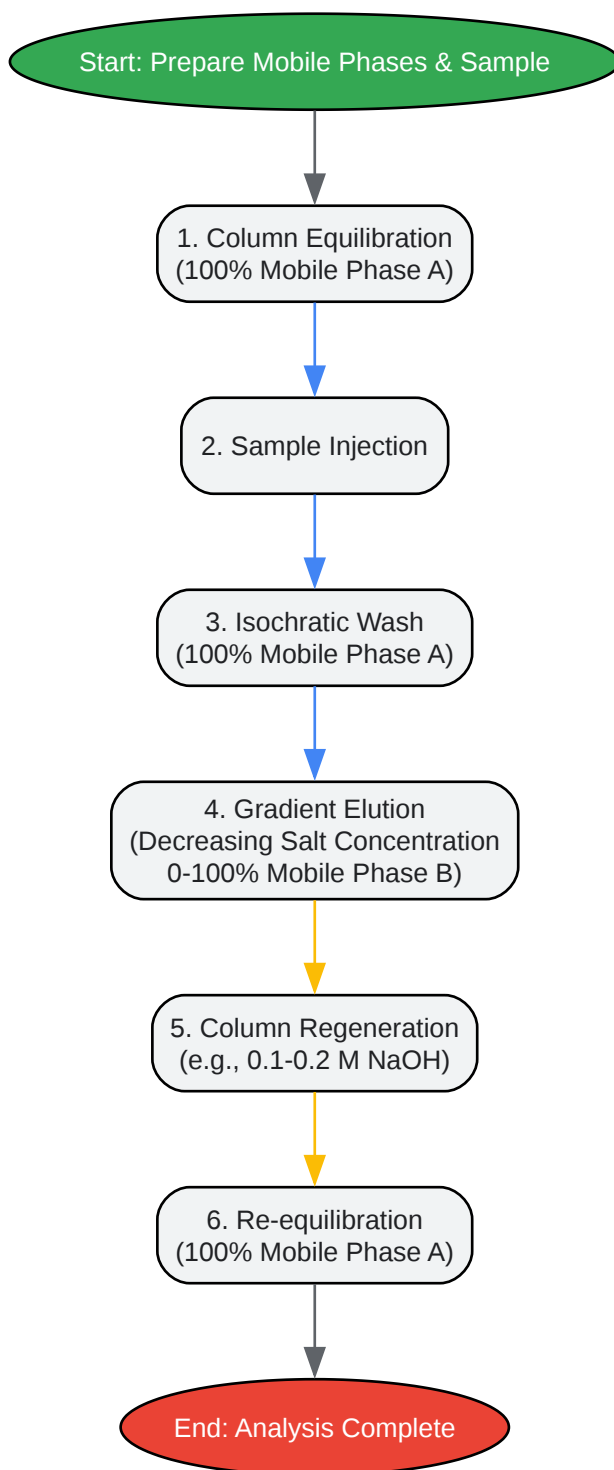 Start: Prepare Mobile Phases & Sample
1. Column Equilibration
(100% Mobile Phase A)
2. Sample Injection
3. Isochratic Wash
(100% Mobile Phase A)
4. Gradient Elution
(Decreasing Salt Concentration
0-100% Mobile Phase B)
5. Column Regeneration
(e.g., 0.1-0.2 M NaOH)
6. Re-equilibration
(100% Mobile Phase A)
End: Analysis Complete